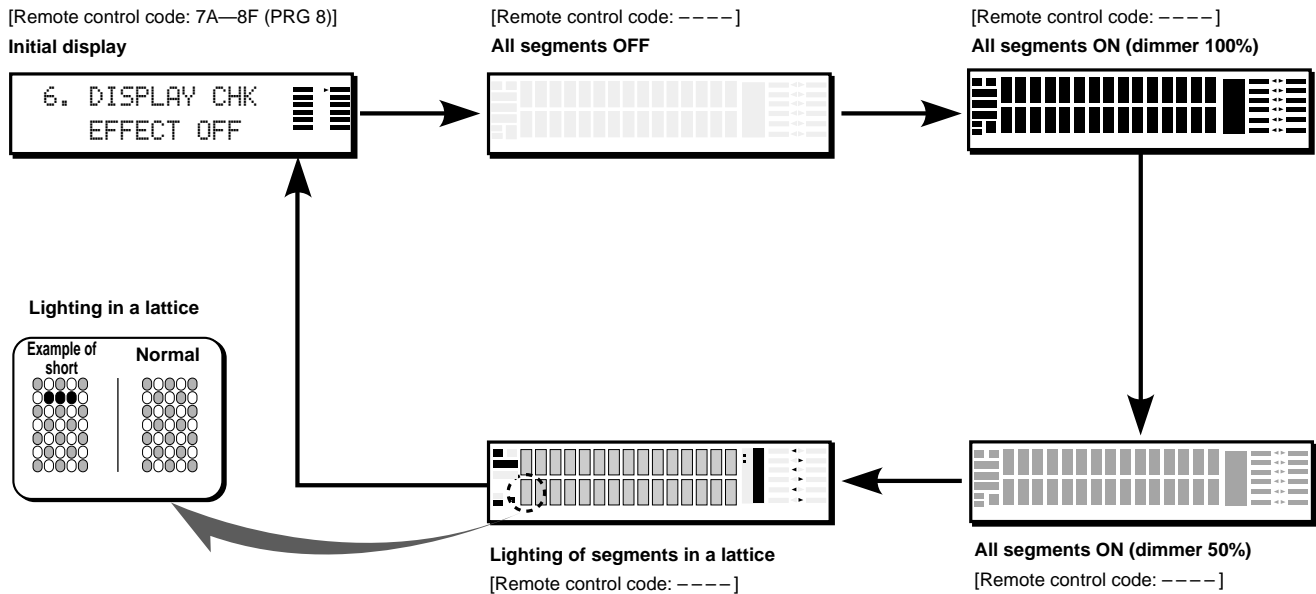 [Remote control code: 7A—8F (PRG 8)]
Initial display
6. DISPLAY CHK
EFFECT OFF
[Remote control code: – – – – ]
All segments OFF
[Remote control code: – – – – ]
All segments ON (dimmer 100%)
Lighting in a lattice
Example of
short
Normal
Lighting of segments in a lattice
[Remote control code: – – – – ]
All segments ON (dimmer 50%)
[Remote control code: – – – – ]